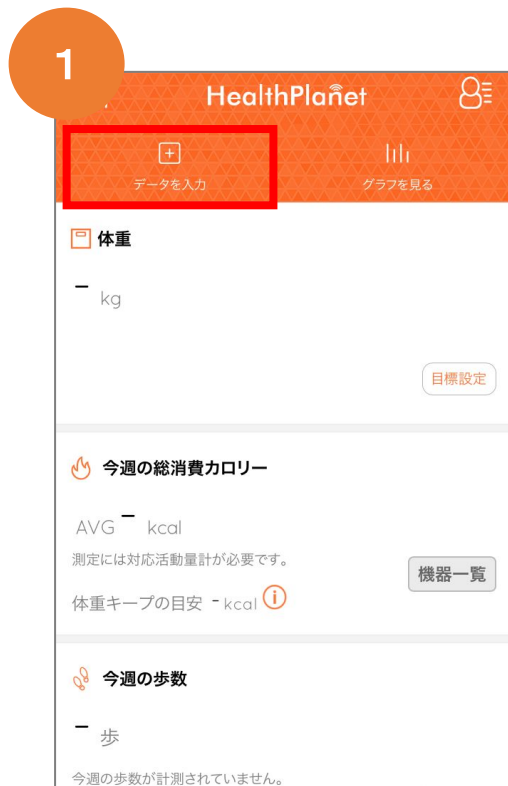 1
HealthPlanet
データを入力
グラフを見る
体重
- kg
目標設定
今週の総消費カロリー
AVG - kcal
測定には対応活動量計が必要です。
機器一覧
体重キープの目安 - kcal i
今週の歩数
- 歩
今週の歩数が計測されていません。